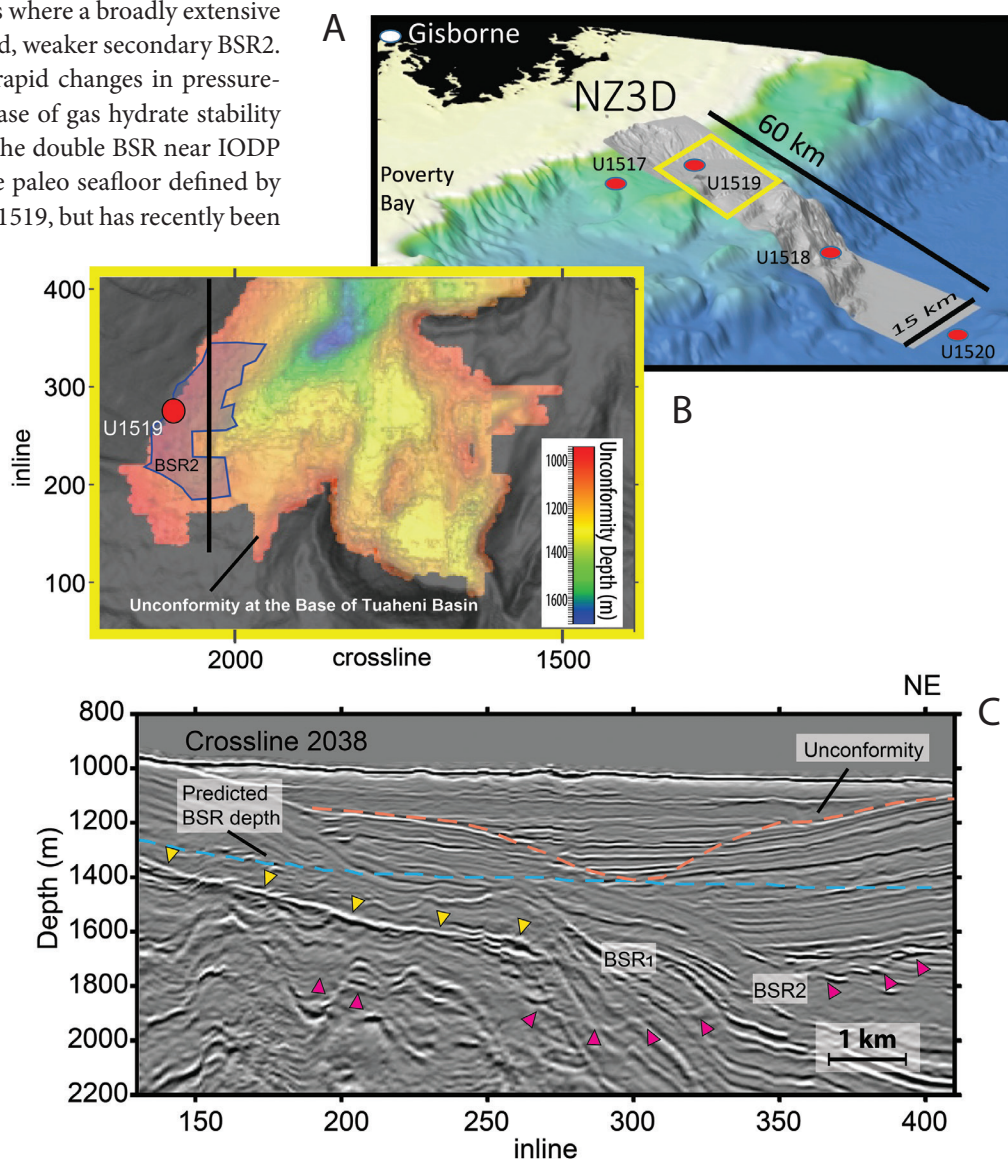 s where a broadly extensive
d, weaker secondary BSR2.
rapid changes in pressure-
ase of gas hydrate stability
he double BSR near IODP
e paleo seafloor defined by
1519, but has recently been
A
Gisborne
NZ3D
60 km
U1517
U1519
Poverty
Bay
U1518
15 km
U1520
B
400
300
200
100
inline
U1519
BSR2
Unconformity at the Base of Tuaheni Basin
1000
1200
1400
1600
Unconformity Depth (m)
2000
crossline
1500
NE
C
800
1000
1200
1400
1600
1800
2000
2200
Depth (m)
Crossline 2038
Unconformity
Predicted
BSR depth
BSR1
BSR2
1 km
150
200
250
300
350
400
inline